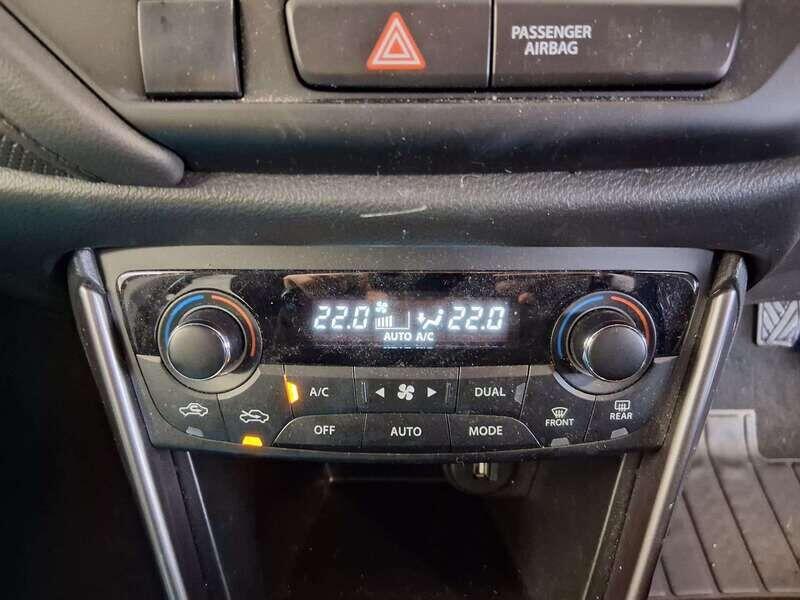 PASSENGER
AIRBAG
22.0 22.0
AUTO A/C
A/C
DUAL
OFF
AUTO
MODE
FRONT
REAR